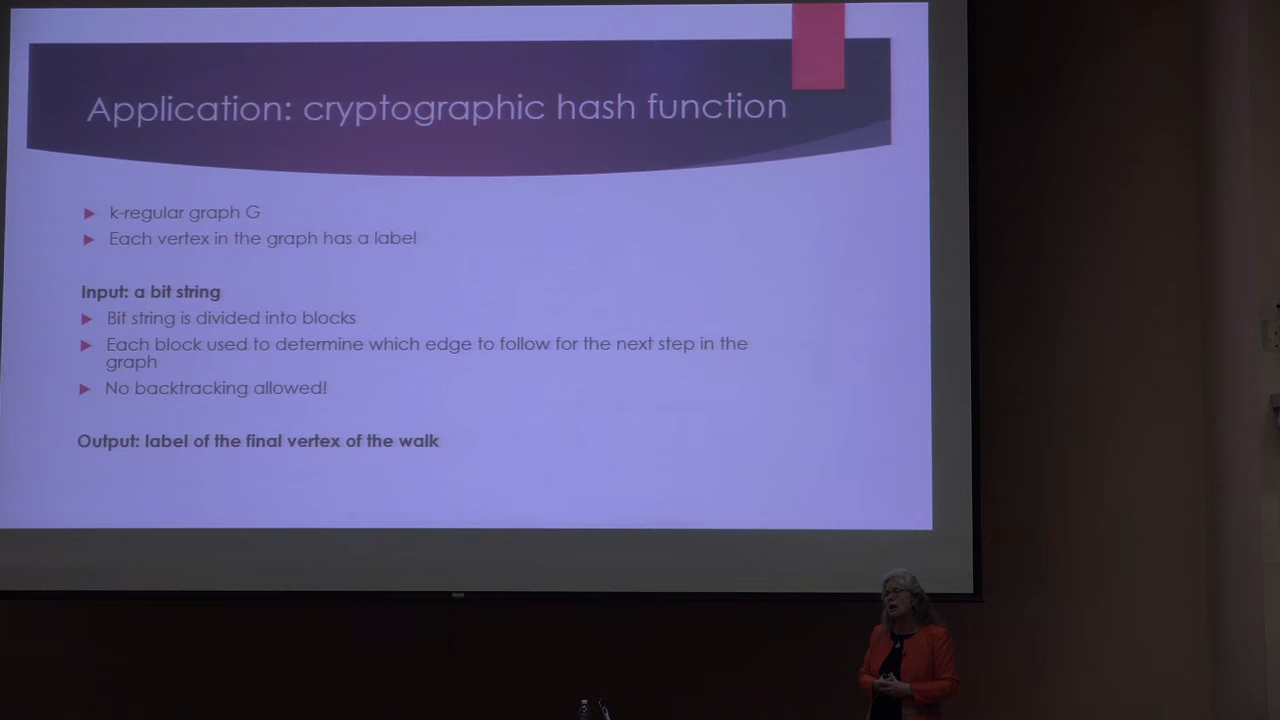 Application: cryptographic hash function
k-regular graph G
Each vertex in the graph has a label
Input: a bit string
Bit string is divided into blocks
Each block used to determine which edge to follow for the next step in the
graph
No backtracking allowed!
Output: label of the final vertex of the walk